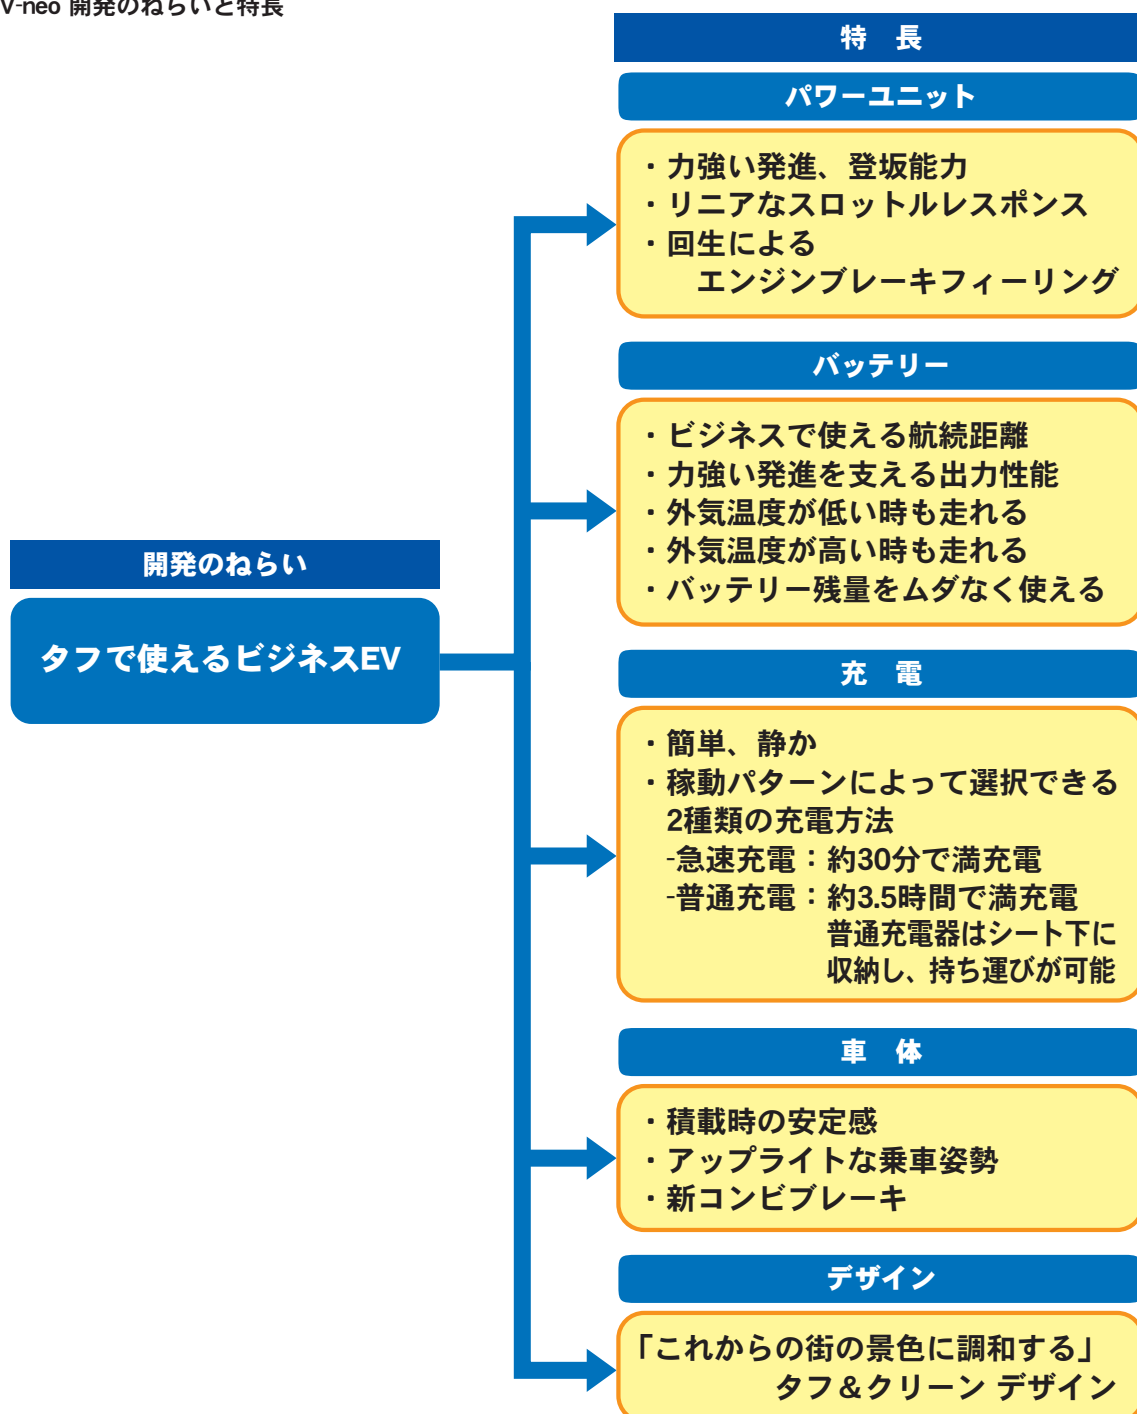 V-neo 開発のねらいと特長
特 長
パワーユニット
・力強い発進、登坂能力
・リニアなスロットルレスポンス
・回生による
エンジンブレーキフィーリング
バッテリー
・ビジネスで使える航続距離
・力強い発進を支える出力性能
・外気温度が低い時も走れる
・外気温度が高い時も走れる
・バッテリー残量をムダなく使える
開発のねらい
タフで使えるビジネスEV
充 電
・簡単、静か
・稼動パターンによって選択できる
2種類の充電方法
-急速充電：約30分で満充電
-普通充電：約3.5時間で満充電
普通充電器はシート下に
収納し、持ち運びが可能
車 体
・積載時の安定感
・アップライトな乗車姿勢
・新コンビブレーキ
デザイン
「これからの街の景色に調和する」
タフ＆クリーン デザイン